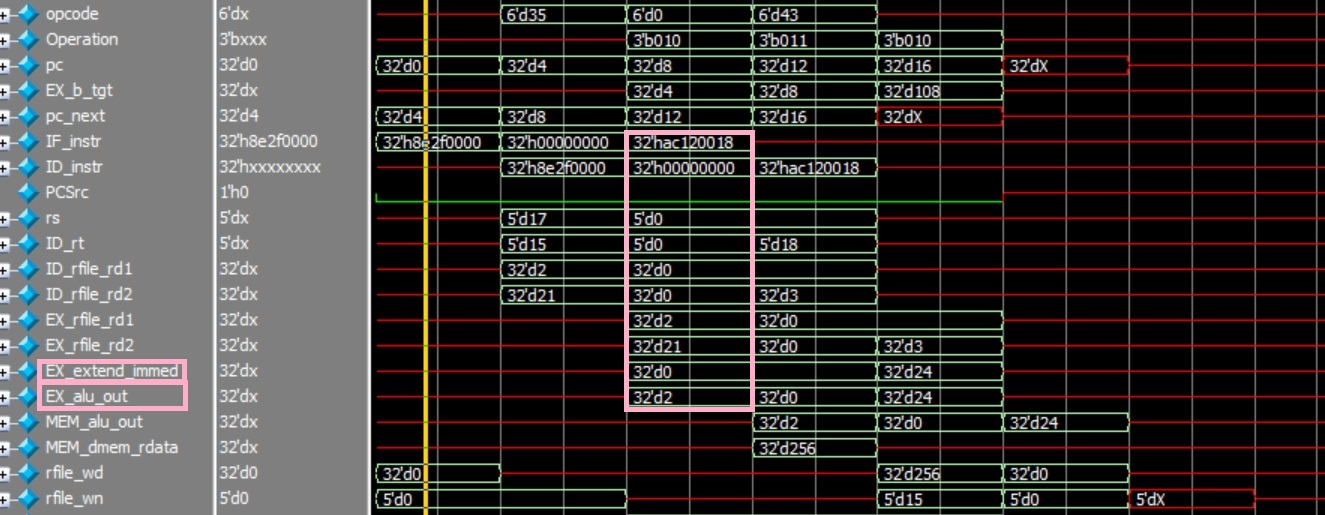 opcode 6'dx 6'd35 6'd0 6'd43
Operation 3'bxxx 3'b010 3'b011 3'b010
pc 32'd0 32'd0 32'd4 32'd8 32'd12 32'd16 32'dX
EX_b_tgt 32'dx 32'd4 32'd8 32'd108
pc_next 32'd4 32'd4 32'd8 32'd12 32'd16 32'dX
IF_instr 32'h8e2f0000 32'h8e2f0000 32'h00000000 32'hac120018
ID_instr 32'hxxxxxxxx 32'h8e2f0000 32'h00000000 32'hac120018
PCSrc 1'h0
rs 5'dx 5'd17 5'd0
ID_rt 5'dx 5'd15 5'd0 5'd18
ID_rfile_rd1 32'dx 32'd2 32'd0
ID_rfile_rd2 32'dx 32'd21 32'd0 32'd3
EX_rfile_rd1 32'dx 32'd2 32'd0
EX_rfile_rd2 32'dx 32'd21 32'd0 32'd3
EX_extend_immed 32'dx 32'd0 32'd24
EX_alu_out 32'dx 32'd2 32'd0 32'd24
MEM_alu_out 32'dx 32'd2 32'd0 32'd24
MEM_dmem_rdata 32'dx 32'd256
rfile_wd 32'd0 32'd0 32'd256 32'd0
rfile_wn 5'd0 5'd0 5'd15 5'd0 5'dX